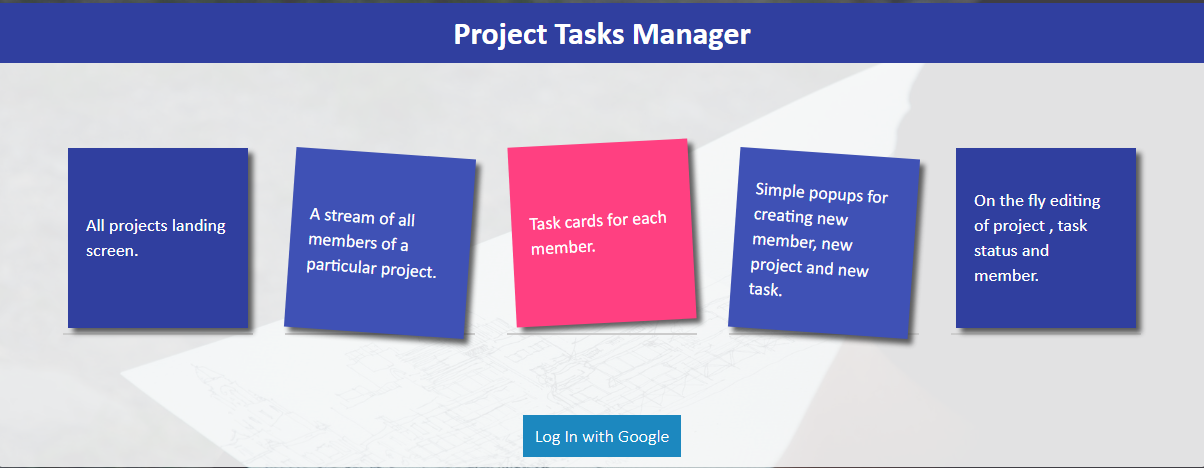 Project Tasks Manager
All projects landing
screen.
A stream of all
members of a
particular project.
Task cards for each
member.
Simple popups for
creating new
member, new
project and new
task.
On the fly editing
of project , task
status and
member.
Log In with Google